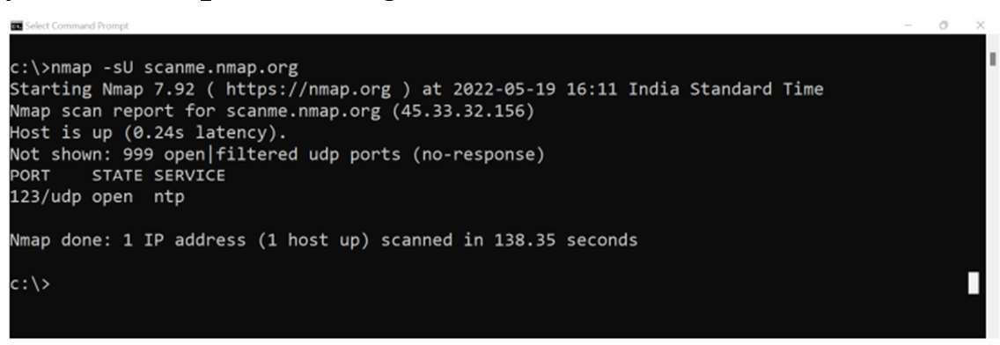 Select Command Prompt
c:\>nmap -sU scanme.nmap.org
Starting Nmap 7.92 ( https://nmap.org ) at 2022-05-19 16:11 India Standard Time
Nmap scan report for scanme.nmap.org (45.33.32.156)
Host is up (0.24s latency).
Not shown: 999 open|filtered udp ports (no-response)
PORT    STATE SERVICE
123/udp open  ntp
Nmap done: 1 IP address (1 host up) scanned in 138.35 seconds
c:\>